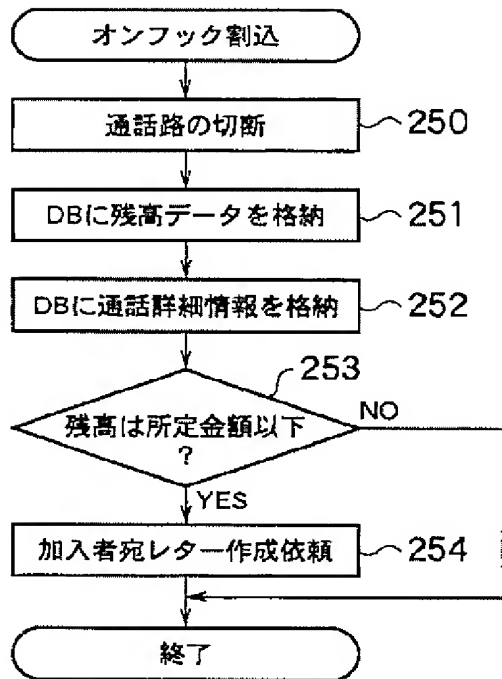 オンフック割込
通話路の切断
250
DBに残高データを格納
251
DBに通話詳細情報を格納
252
253
残高は所定金額以下
?
NO
YES
加入者宛レター作成依頼
254
終了